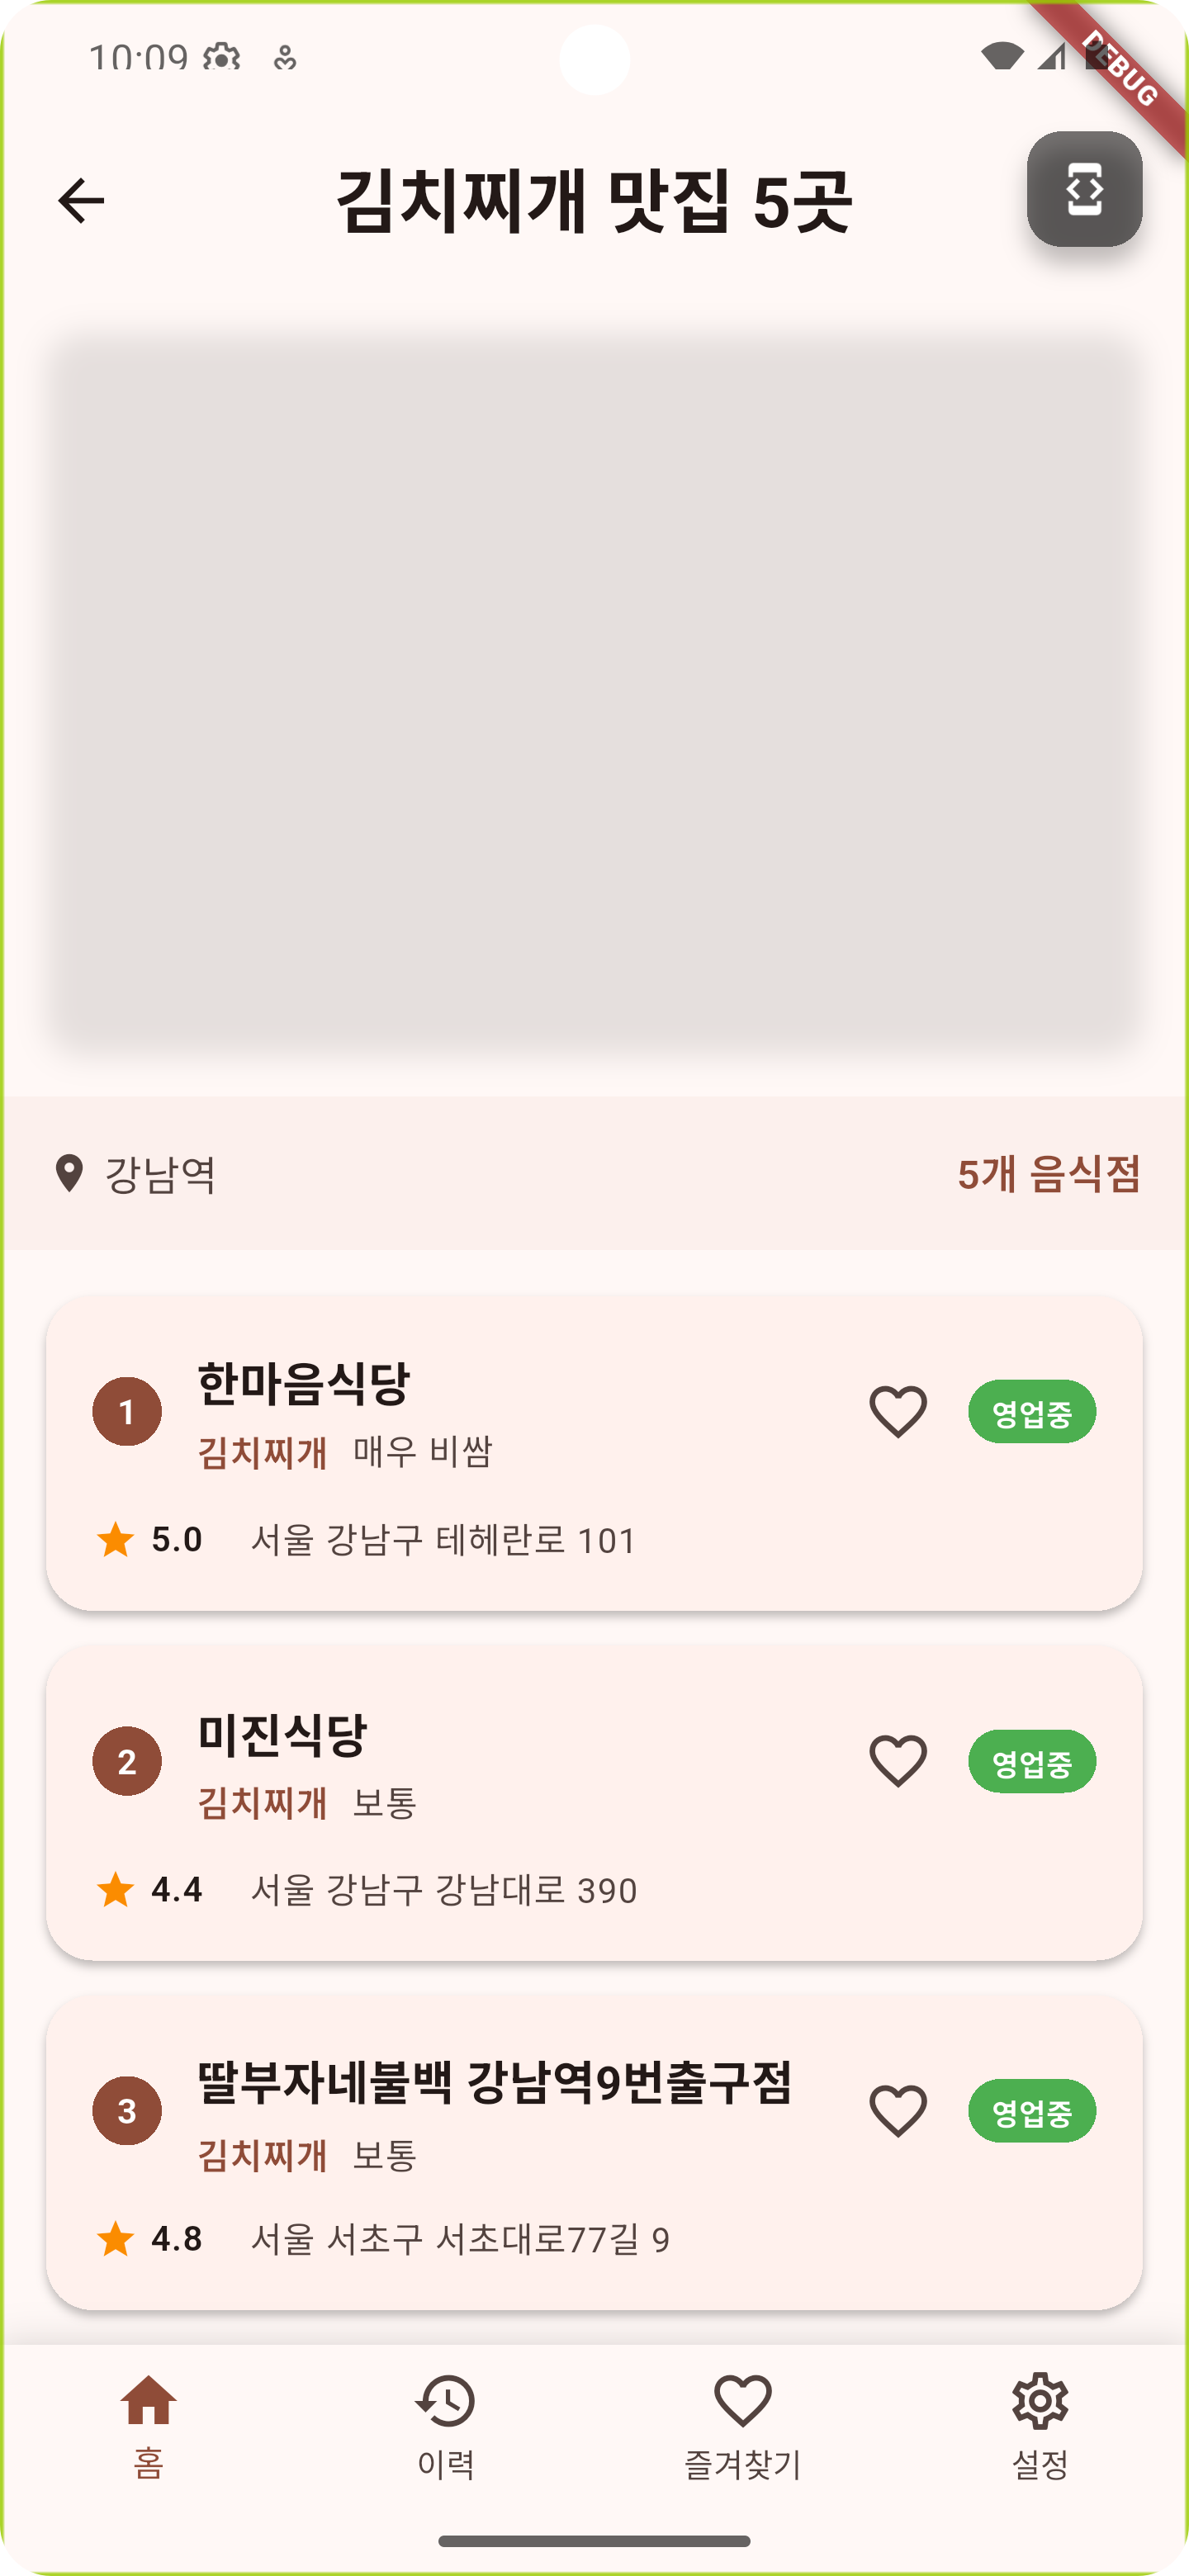 10:09
DEBUG
김치찌개 맛집 5곳
강남역
5개 음식점
1
한마음식당
영업중
김치찌개 매우 비쌈
5.0 서울 강남구 테헤란로 101
2
미진식당
영업중
김치찌개 보통
4.4 서울 강남구 강남대로 390
3
딸부자네불백 강남역9번출구점
영업중
김치찌개 보통
4.8 서울 서초구 서초대로77길 9
홈 이력 즐겨찾기 설정